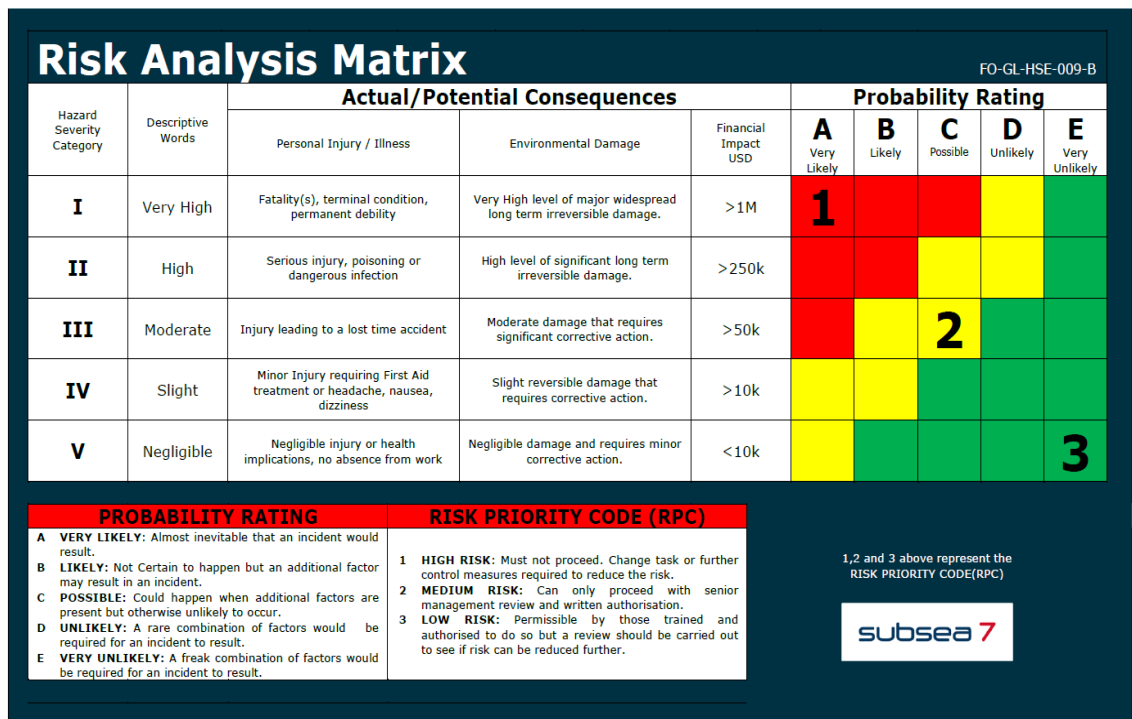 Risk Analysis Matrix
FO-GL-HSE-009-B
Hazard
Severity
Category
Descriptive
Words
Actual/Potential Consequences
Personal Injury / Illness
Environmental Damage
Financial
Impact
USD
Probability Rating
A
Very
Likely
B
Likely
C
Possible
D
Unlikely
E
Very
Unlikely
I
Very High
Fatality(s), terminal condition,
permanent debility
Very High level of major widespread
long term irreversible damage.
>1M
1
II
High
Serious injury, poisoning or
dangerous infection
High level of significant long term
irreversible damage.
>250k
III
Moderate
Injury leading to a lost time accident
Moderate damage that requires
significant corrective action.
>50k
2
IV
Slight
Minor Injury requiring First Aid
treatment or headache, nausea,
dizziness
Slight reversible damage that
requires corrective action.
>10k
V
Negligible
Negligible injury or health
implications, no absence from work
Negligible damage and requires minor
corrective action.
<10k
3
PROBABILITY RATING
A VERY LIKELY: Almost inevitable that an incident would
result.
B LIKELY: Not Certain to happen but an additional factor
may result in an incident.
C POSSIBLE: Could happen when additional factors are
present but otherwise unlikely to occur.
D UNLIKELY: A rare combination of factors would be
required for an incident to result.
E VERY UNLIKELY: A freak combination of factors would
be required for an incident to result.
RISK PRIORITY CODE (RPC)
1 HIGH RISK: Must not proceed. Change task or further
control measures required to reduce the risk.
2 MEDIUM RISK: Can only proceed with senior
management review and written authorisation.
3 LOW RISK: Permissible by those trained and
authorised to do so but a review should be carried out
to see if risk can be reduced further.
1,2 and 3 above represent the
RISK PRIORITY CODE(RPC)
subsea 7